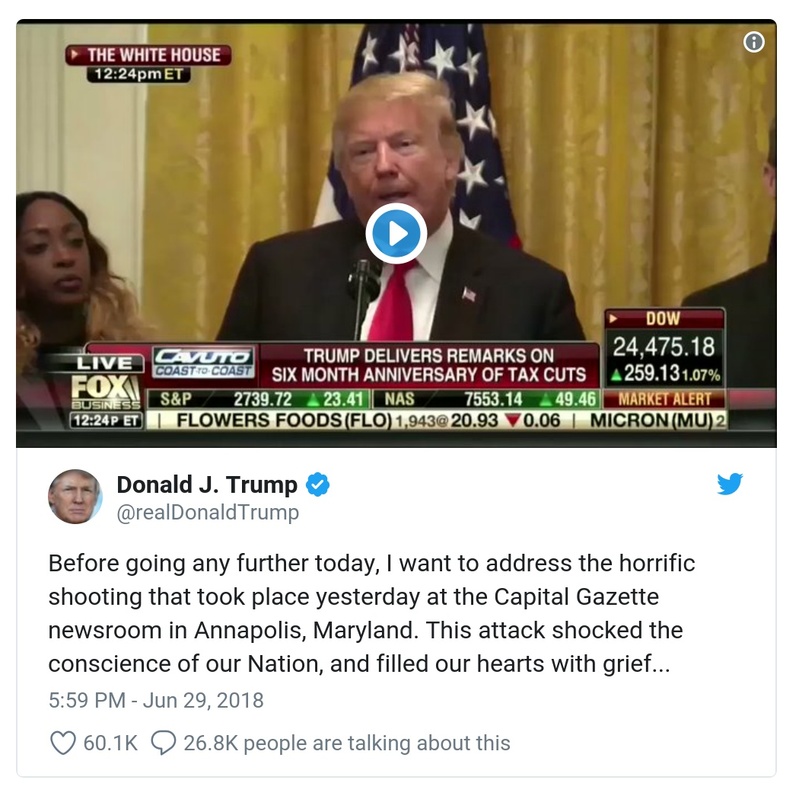 THE WHITE HOUSE
12:24pm ET
LIVE
CAVUTO
COAST TO COAST
TRUMP DELIVERS REMARKS ON
SIX MONTH ANNIVERSARY OF TAX CUTS
DOW
24,475.18
▲259.13 1.07%
FOX
BUSINESS
S&P 2739.72 ▲23.41 NAS 7553.14 ▲49.46 MARKET ALERT
12:24P ET
FLOWERS FOODS (FLO) 1,943@20.93 ▼0.06 MICRON (MU) 2
Donald J. Trump
@realDonaldTrump
Before going any further today, I want to address the horrific
shooting that took place yesterday at the Capital Gazette
newsroom in Annapolis, Maryland. This attack shocked the
conscience of our Nation, and filled our hearts with grief...
5:59 PM - Jun 29, 2018
60.1K 26.8K people are talking about this